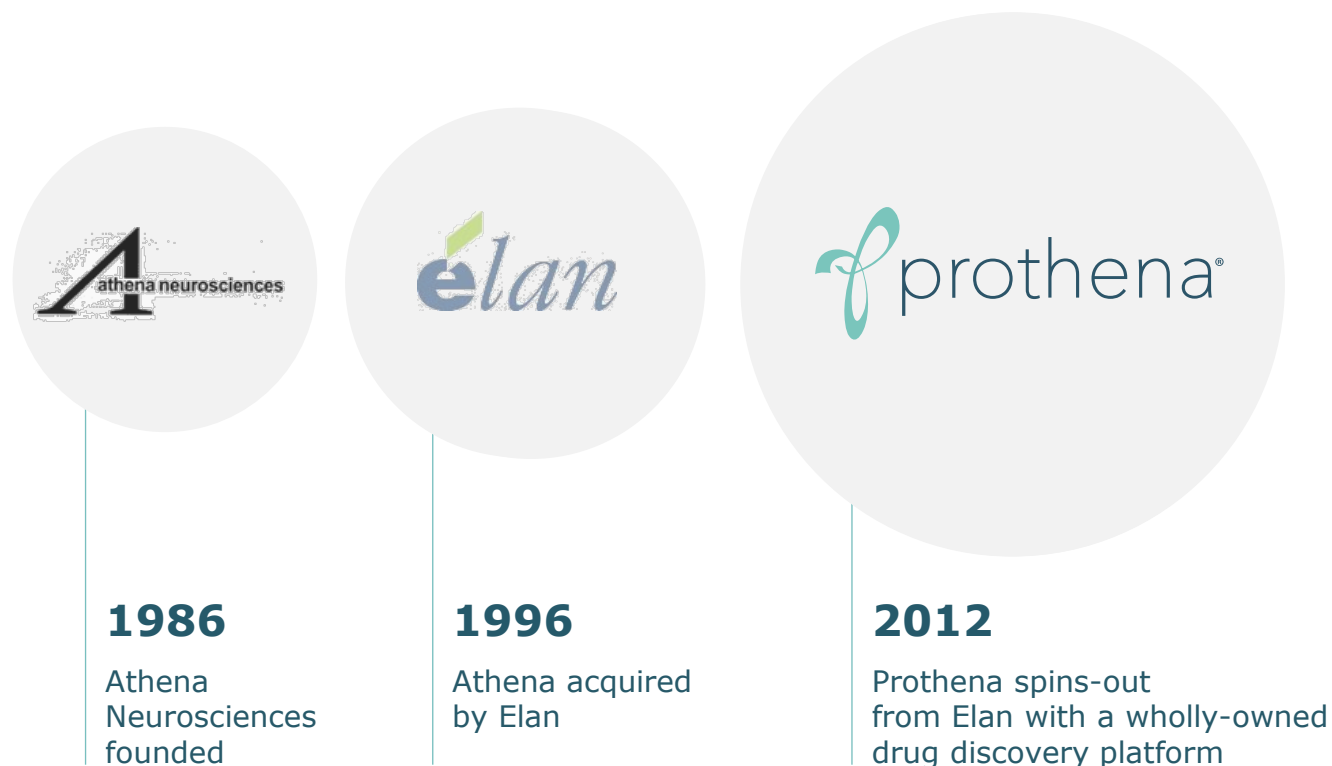 athena neurosciences
élan
prothena®
1986
Athena
Neurosciences
founded
1996
Athena acquired
by Elan
2012
Prothena spins-out
from Elan with a wholly-owned
drug discovery platform